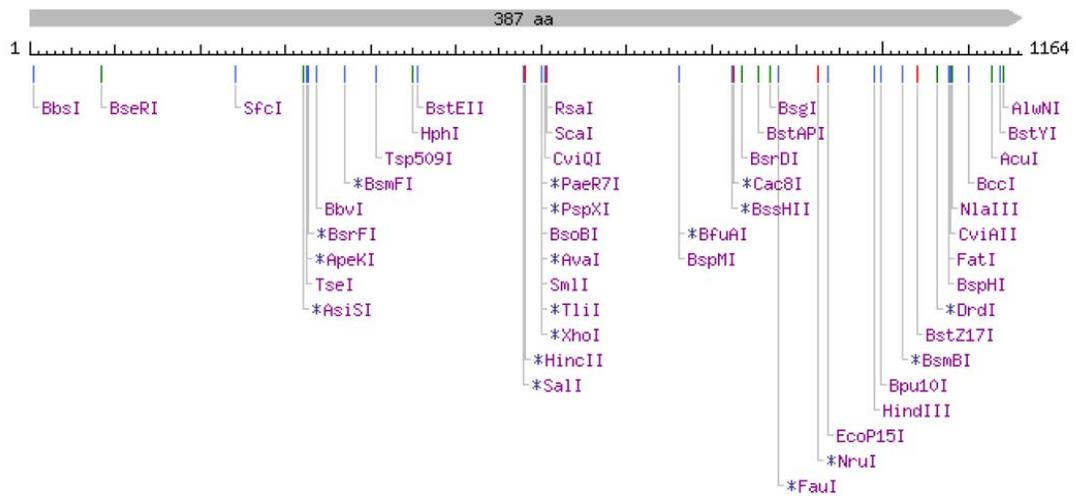 387 aa
1 1164
BbsI BseRI SfcI BstEII RsaI BsgI AlwNI
HphI ScaI BstAPI BstYI
Tsp509I CviQI BsrDI AcuI
*BsmFI *PaeR7I *Cac8I BccI
BbvI *PspXI *BssHII NlaIII
*BsrFI BsoBI *BfuAI CviAII
*ApeKI *AvaI BspMI FatI
TseI SmlI BspHI
*AsiSI *TliI *DrdI
*XhoI BstZ17I
*HincII *BsmBI
*SalI Bpu10I
HindIII
EcoP15I
*NruI
*FauI